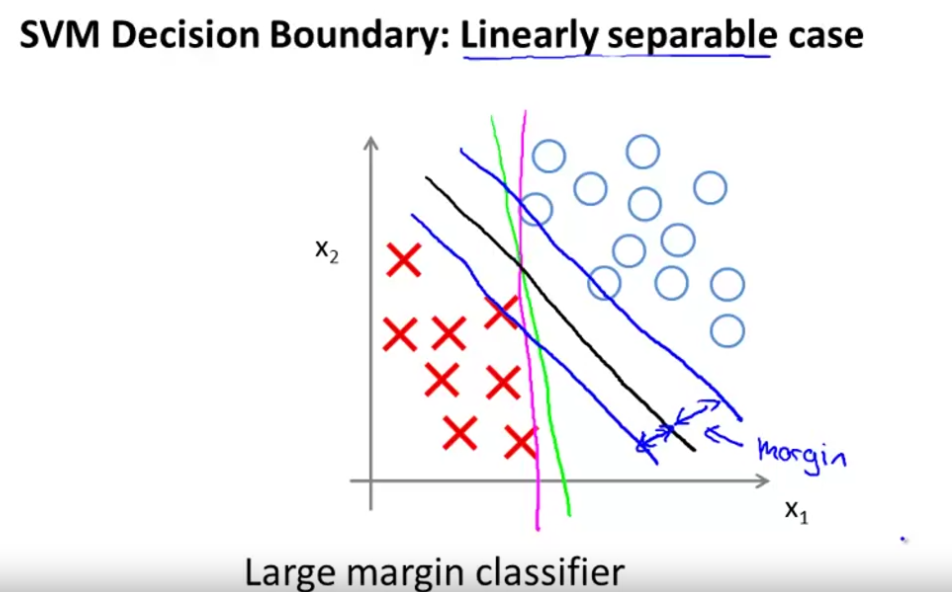 SVM Decision Boundary: Linearly separable case
x₂
margin
x₁
Large margin classifier